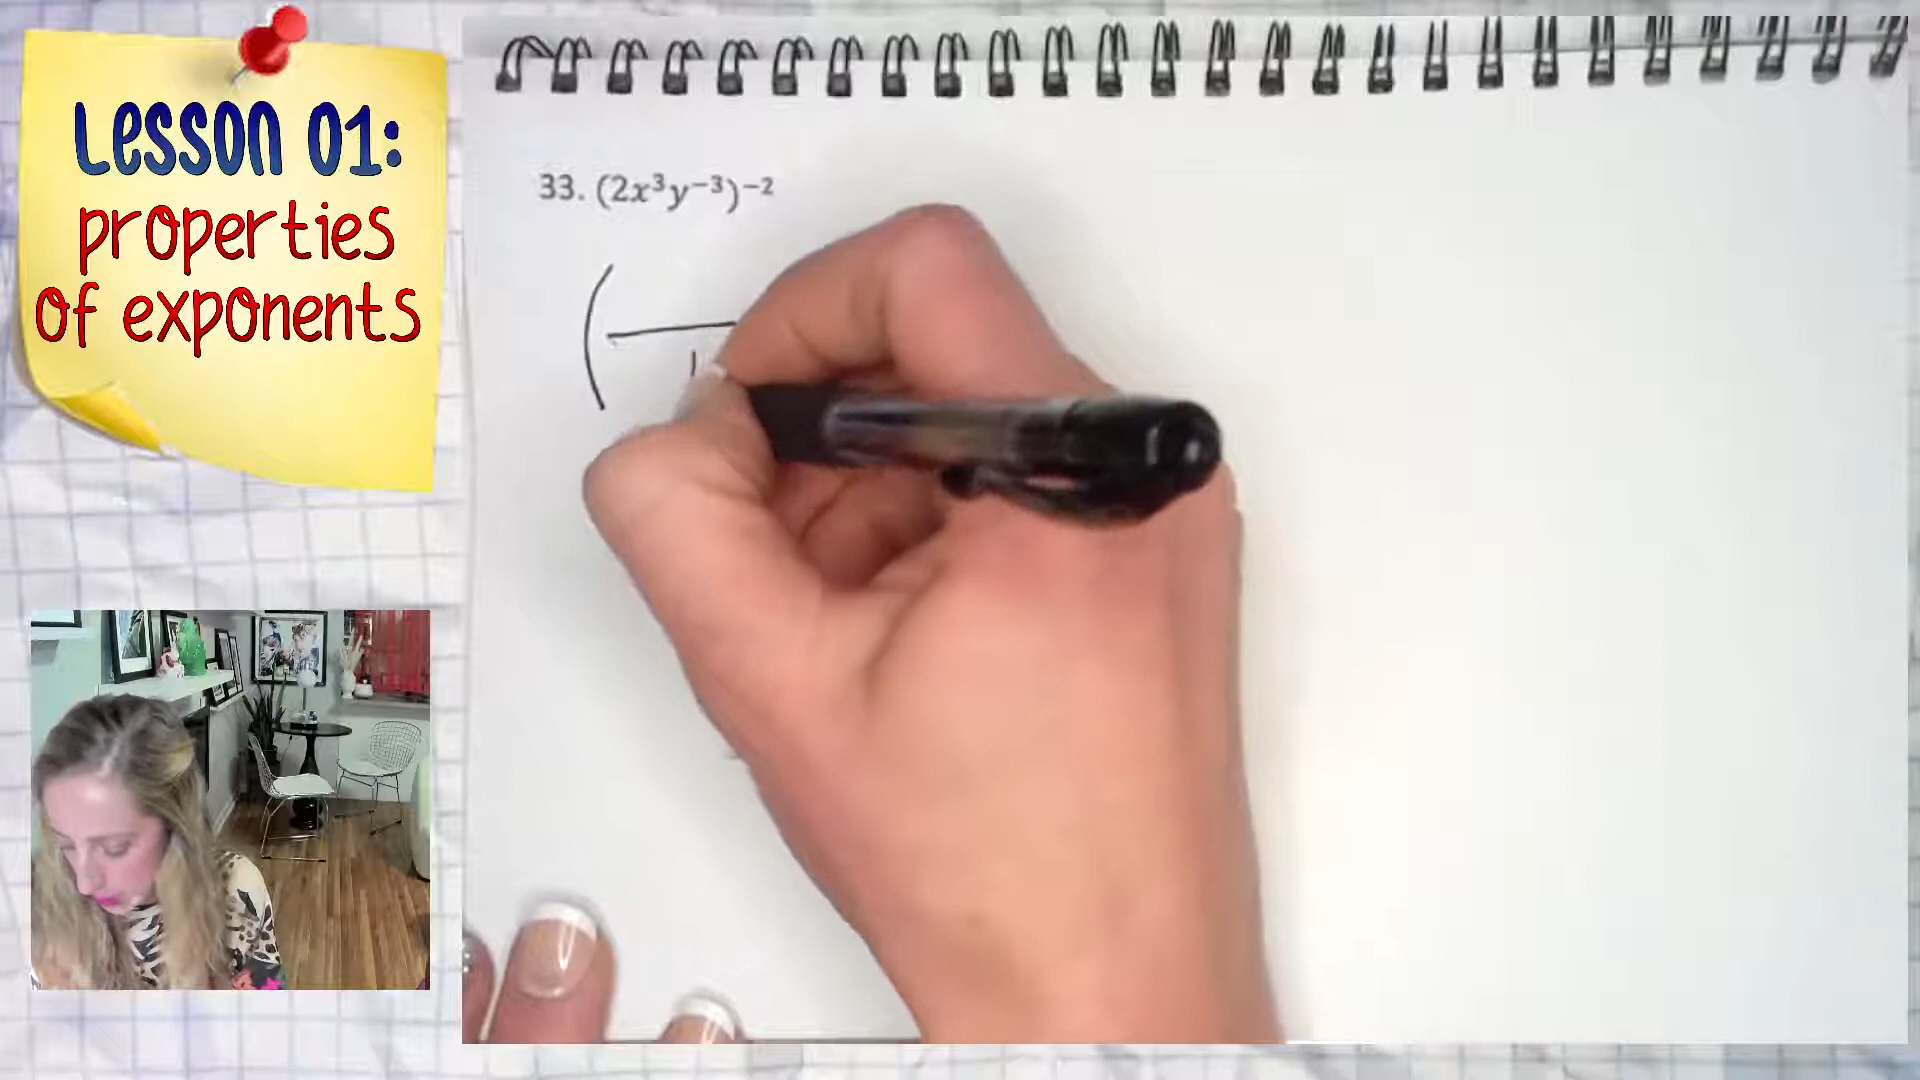 Lesson 01:
properties
of exponents
33. (2x³y⁻³)⁻²
(